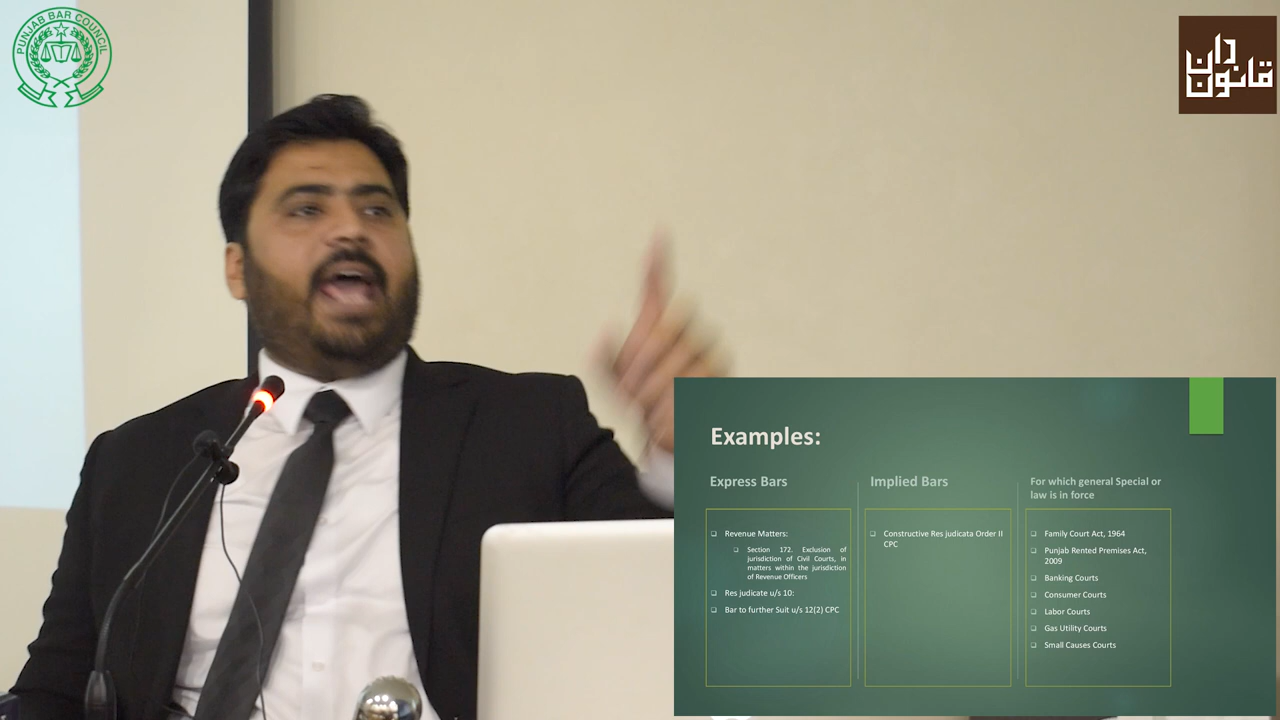 PUNJAB BAR COUNCIL
قانون دان
Examples:
Express Bars
❑ Revenue Matters:
❑ Section 172. Exclusion of
jurisdiction of Civil Courts, in
matters within the jurisdiction
of Revenue Officers
❑ Res judicate u/s 10:
❑ Bar to further Suit u/s 12(2) CPC
Implied Bars
❑ Constructive Res judicata Order II
CPC
For which general Special or
law is in force
❑ Family Court Act, 1964
❑ Punjab Rented Premises Act,
2009
❑ Banking Courts
❑ Consumer Courts
❑ Labor Courts
❑ Gas Utility Courts
❑ Small Causes Courts